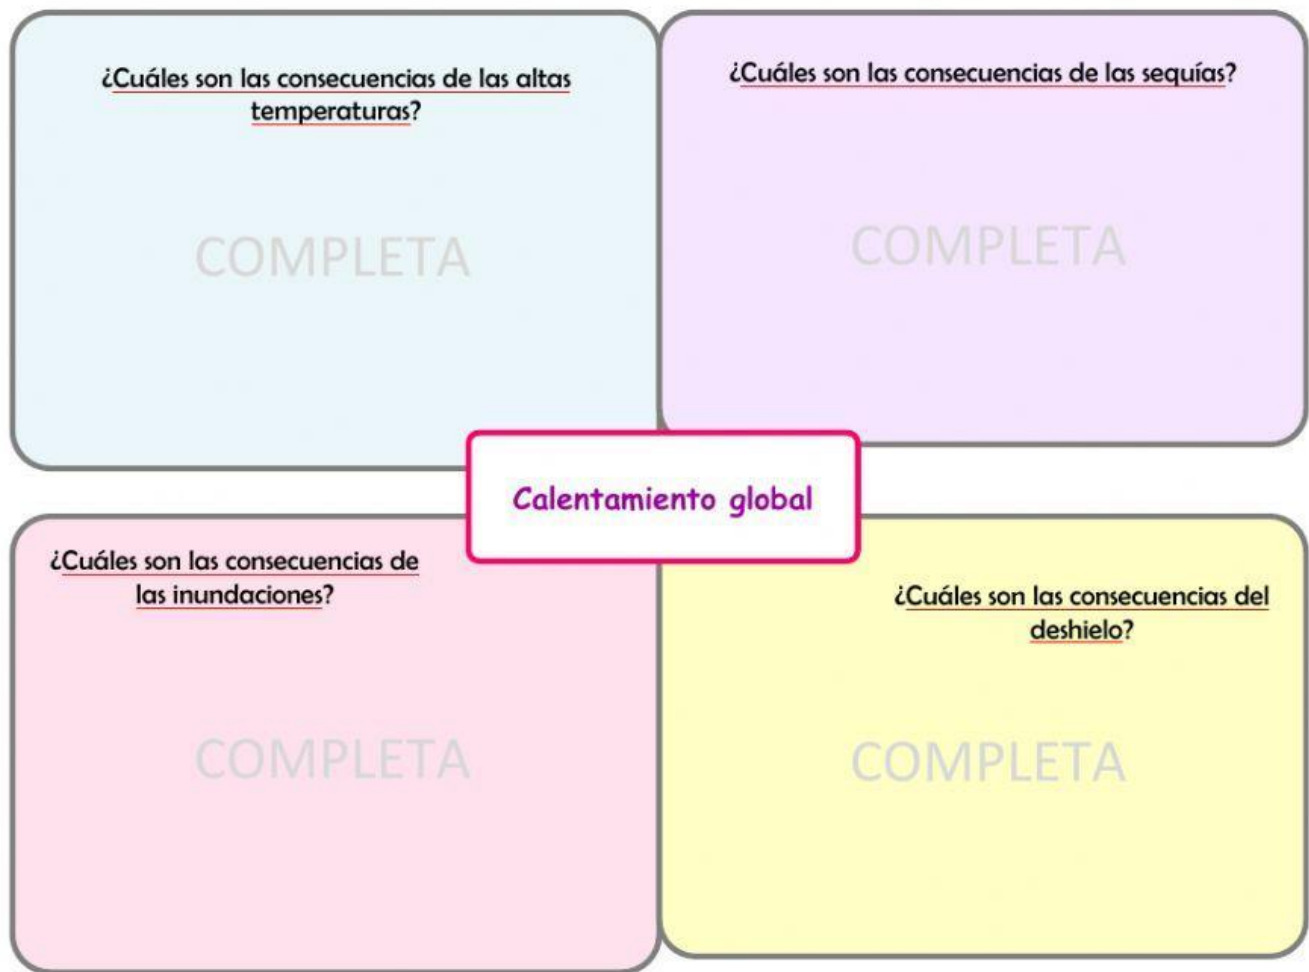 ¿Cuáles son las consecuencias de las altas
temperaturas?
COMPLETA
¿Cuáles son las consecuencias de las sequías?
COMPLETA
Calentamiento global
¿Cuáles son las consecuencias de
las inundaciones?
COMPLETA
¿Cuáles son las consecuencias del
deshielo?
COMPLETA